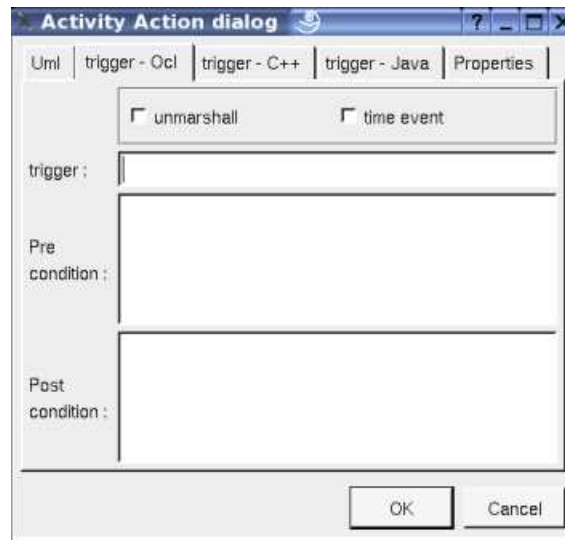 Activity Action dialog
Uml trigger - Ocl trigger - C++ trigger - Java Properties
unmarshall time event
trigger :
Pre
condition :
Post
condition :
OK Cancel